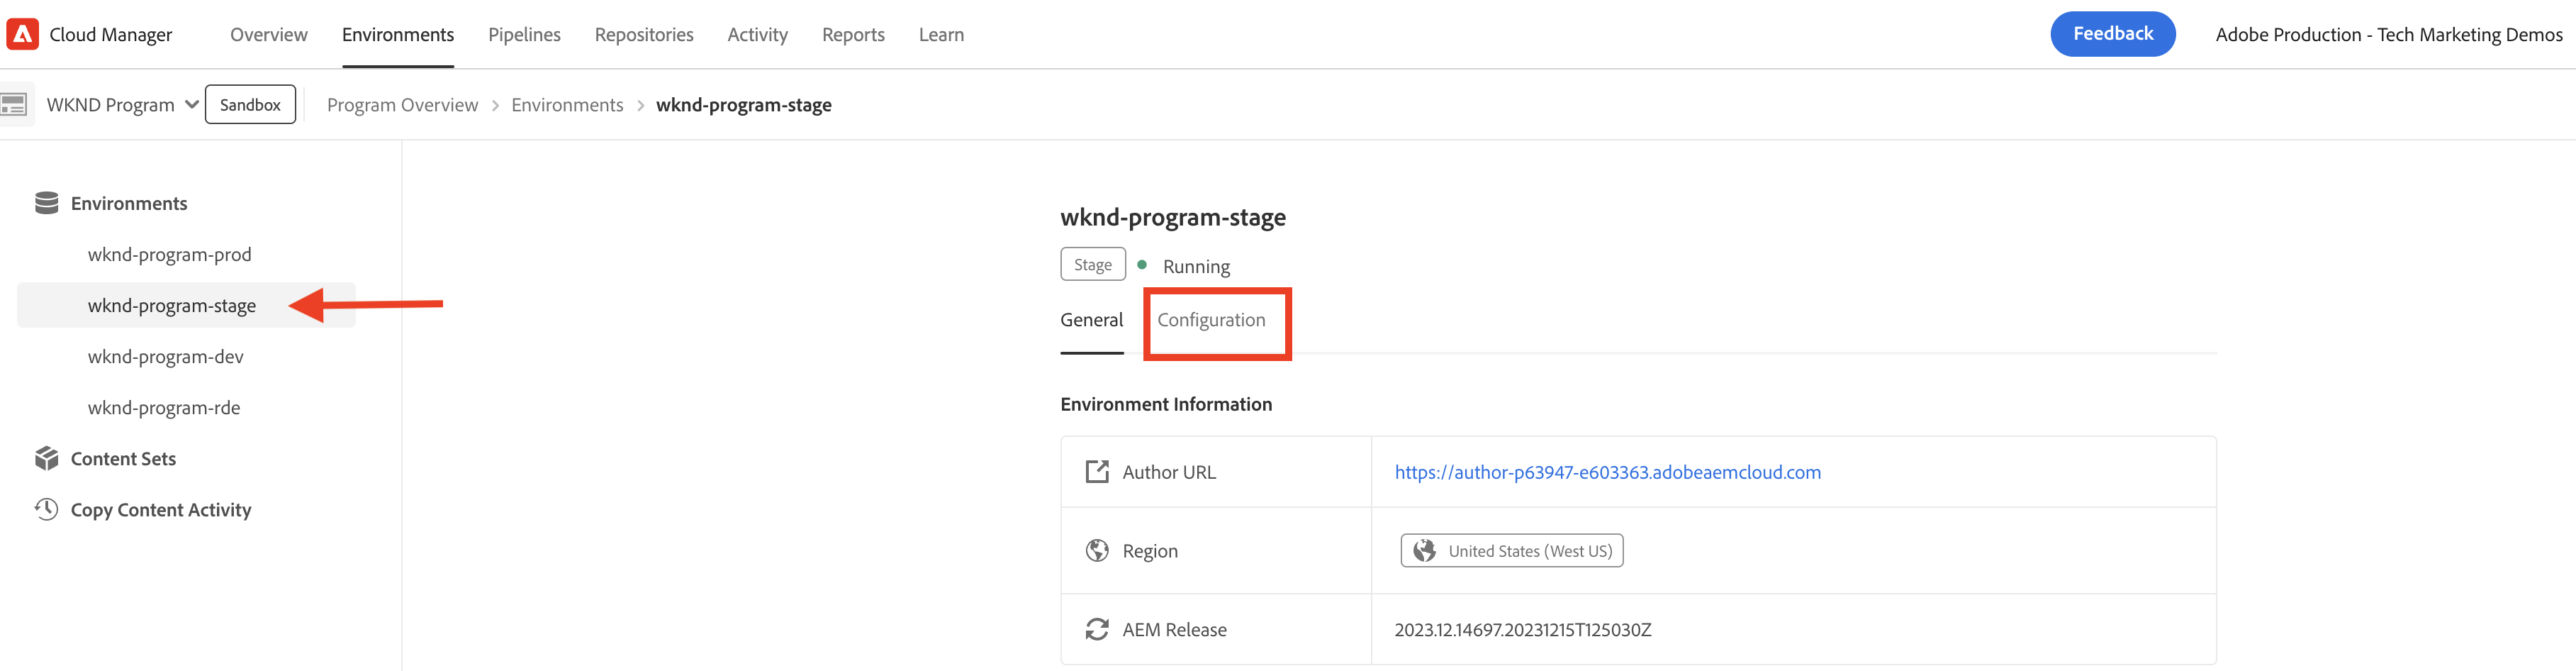 Cloud Manager Overview Environments Pipelines Repositories Activity Reports Learn Feedback Adobe Production - Tech Marketing Demos
WKND Program Sandbox Program Overview > Environments > wknd-program-stage
Environments
wknd-program-prod
wknd-program-stage
wknd-program-dev
wknd-program-rde
Content Sets
Copy Content Activity
wknd-program-stage
Stage Running
General Configuration
Environment Information
Author URL https://author-p63947-e603363.adobeaemcloud.com
Region United States (West US)
AEM Release 2023.12.14697.20231215T125030Z